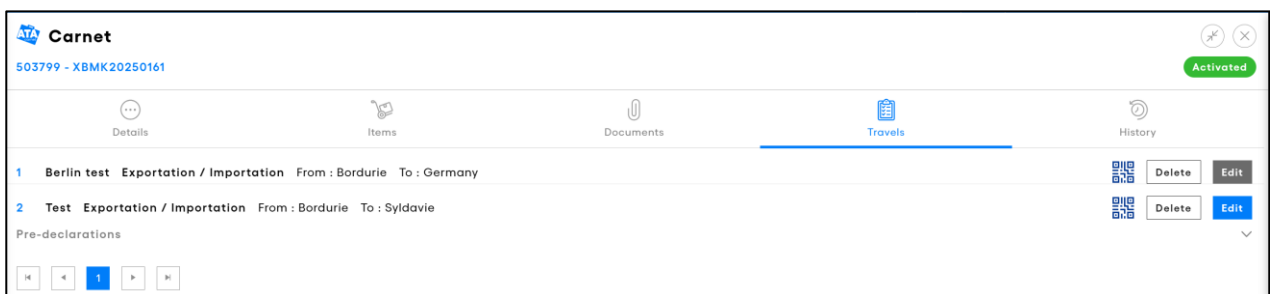 ATA Carnet
503799 - XBMK20250161
Activated
Details Items Documents Travels History
1 Berlin test Exportation / Importation From : Bordurie To : Germany Delete Edit
2 Test Exportation / Importation From : Bordurie To : Syldavie Delete Edit
Pre-declarations
1